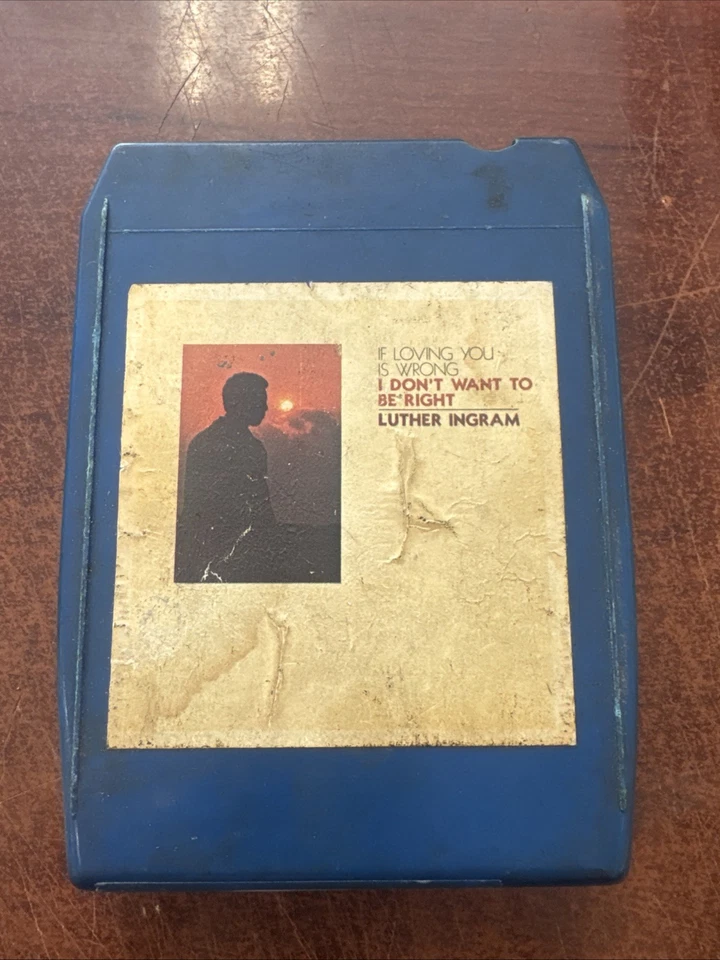 IF LOVING YOU
IS WRONG
I DON'T WANT TO
BE RIGHT
LUTHER INGRAM